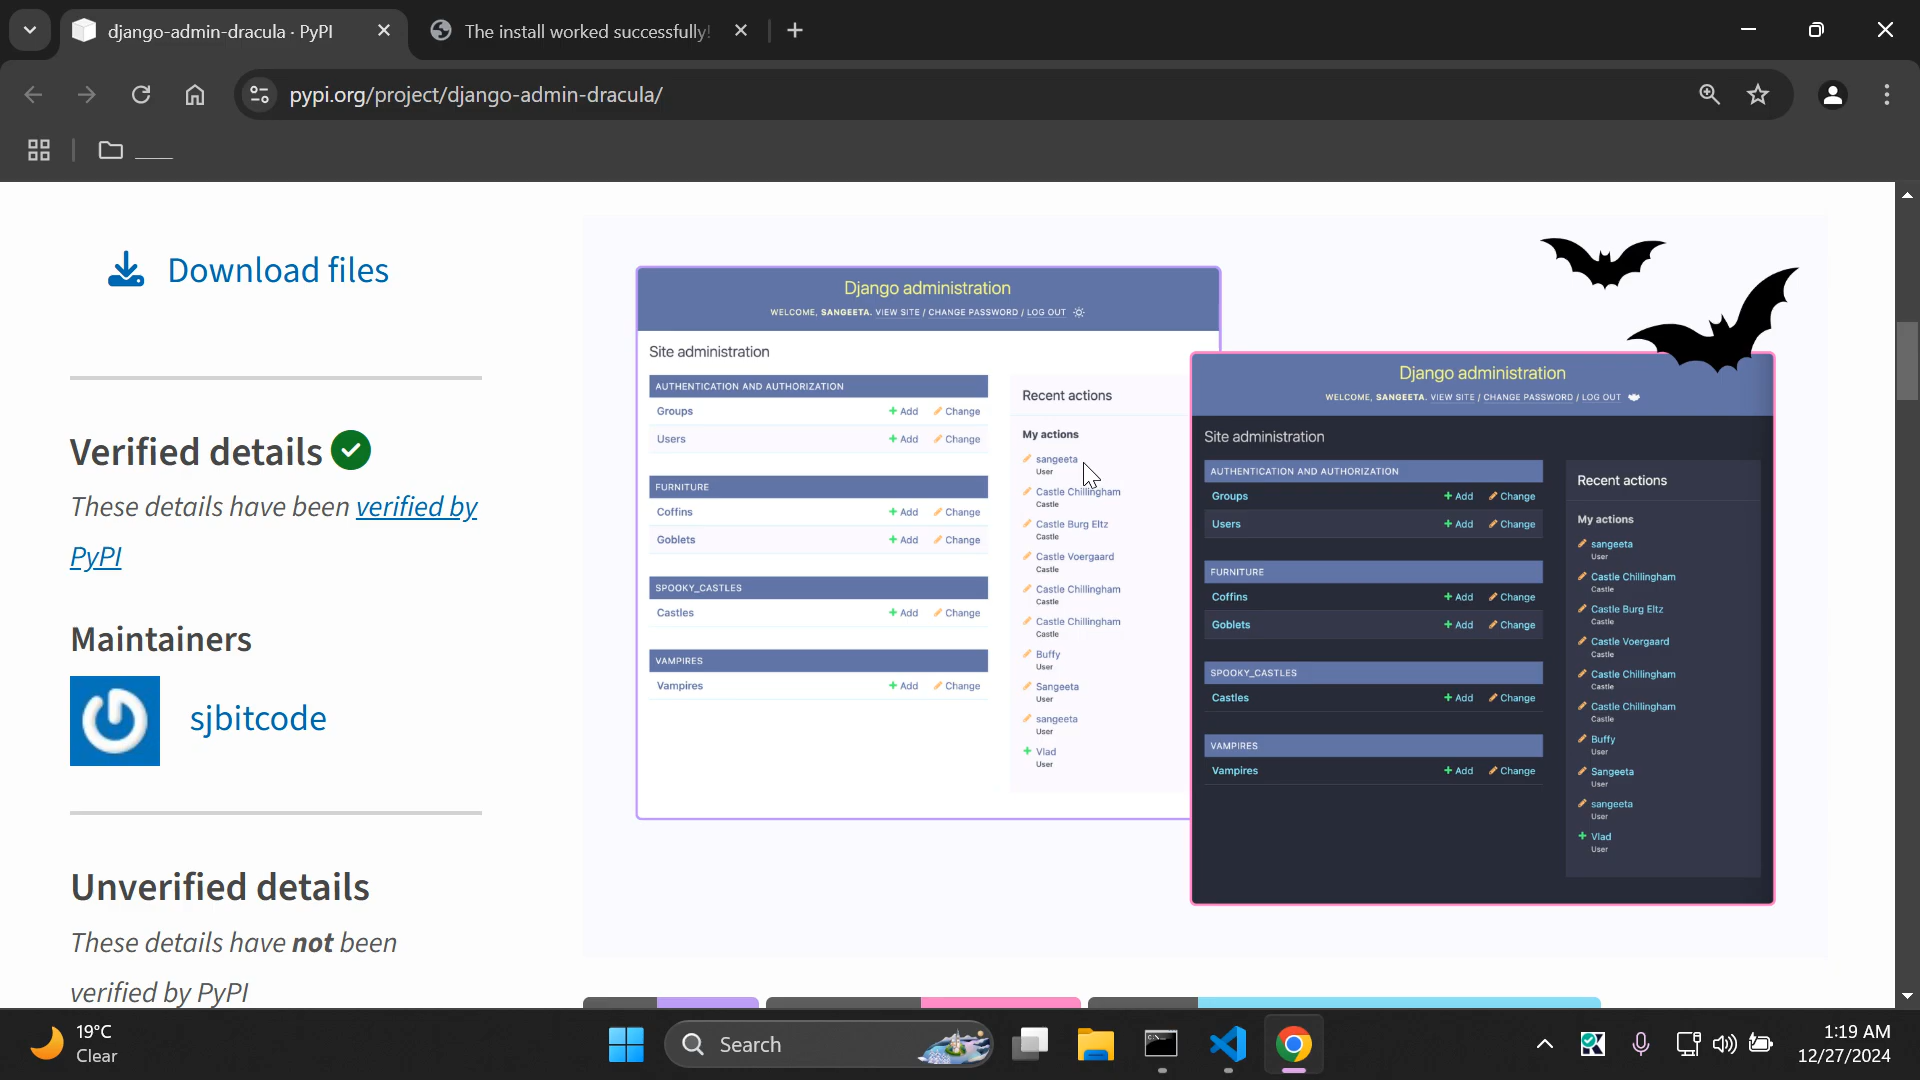 django-admin-dracula · PyPI
The install worked successfully!
pypi.org/project/django-admin-dracula/
____
Download files
Verified details
These details have been verified by
PyPI
Maintainers
sjbitcode
Unverified details
These details have not been
verified by PyPI
Django administration
WELCOME, SANGEETA. VIEW SITE / CHANGE PASSWORD / LOG OUT
Site administration
AUTHENTICATION AND AUTHORIZATION
Groups Add Change
Users Add Change
FURNITURE
Coffins Add Change
Goblets Add Change
SPOOKY_CASTLES
Castles Add Change
VAMPIRES
Vampires Add Change
Recent actions
My actions
sangeeta
User
Castle Chillingham
Castle
Castle Burg Eltz
Castle
Castle Voergaard
Castle
Castle Chillingham
Castle
Castle Chillingham
Castle
Buffy
User
Sangeeta
User
sangeeta
User
Vlad
User
Django administration
WELCOME, SANGEETA. VIEW SITE / CHANGE PASSWORD / LOG OUT
Site administration
AUTHENTICATION AND AUTHORIZATION
Groups Add Change
Users Add Change
FURNITURE
Coffins Add Change
Goblets Add Change
SPOOKY_CASTLES
Castles Add Change
VAMPIRES
Vampires Add Change
Recent actions
My actions
sangeeta
User
Castle Chillingham
Castle
Castle Burg Eltz
Castle
Castle Voergaard
Castle
Castle Chillingham
Castle
Castle Chillingham
Castle
Buffy
User
Sangeeta
User
sangeeta
User
Vlad
User
19°C
Clear
Search
1:19 AM
12/27/2024